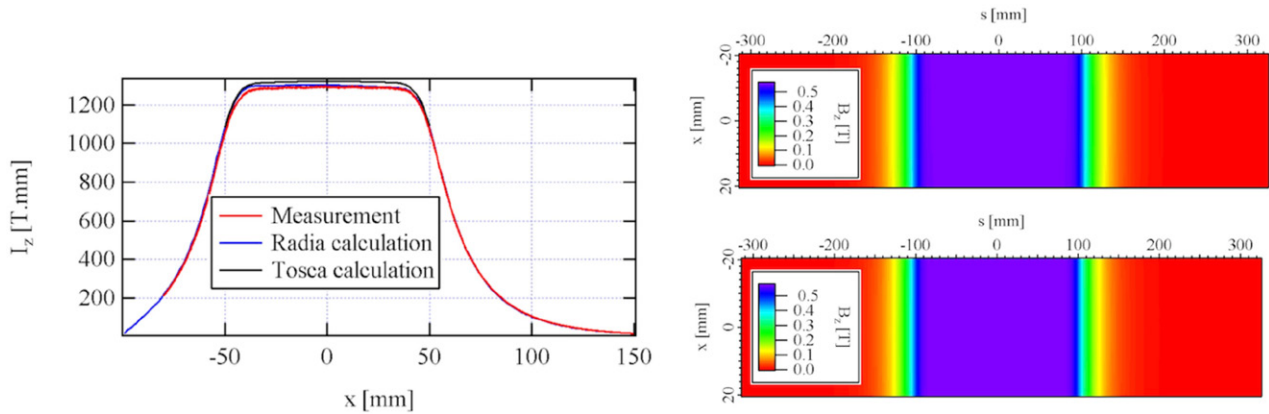 I_z [T.mm]
1200
1000
800
600
400
200
Measurement
Radia calculation
Tosca calculation
-50 0 50 100 150
x [mm]
s [mm]
-300 -200 -100 0 100 200 300
x [mm]
-20 0 20
0.5
0.4
0.3
0.2
0.1
0.0
B_z [T]
s [mm]
-300 -200 -100 0 100 200 300
x [mm]
-20 0 20
0.5
0.4
0.3
0.2
0.1
0.0
B_z [T]